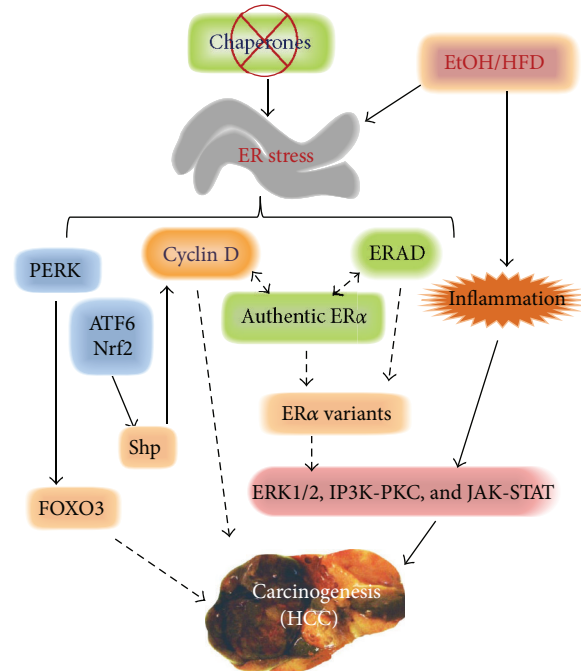 Chaperones
EtOH/HFD
ER stress
Cyclin D
ERAD
PERK
Inflammation
ATF6
Nrf2
Authentic ERα
ERα variants
Shp
ERK1/2, IP3K-PKC, and JAK-STAT
FOXO3
Carcinogenesis
(HCC)